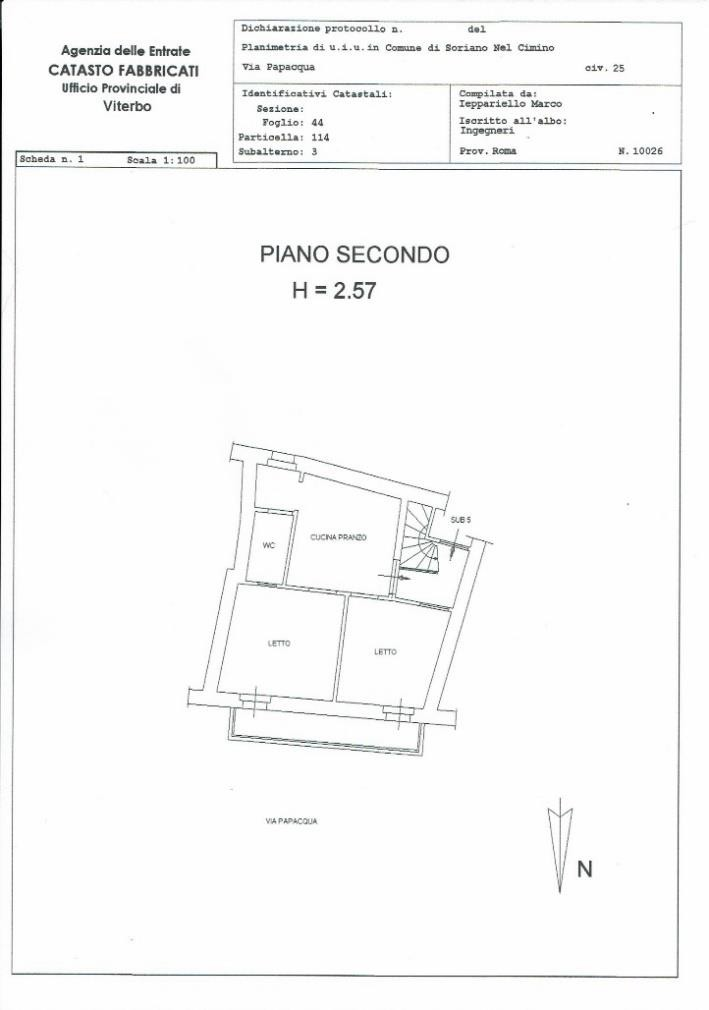 Agenzia delle Entrate
CATASTO FABBRICATI
Ufficio Provinciale di
Viterbo
Dichiarazione protocollo n. del
Planimetria di u.i.u.in Comune di Soriano Nel Cimino
Via Papacqua civ. 25
Identificativi Catastali:
Sezione:
Foglio: 44
Particella: 114
Subalterno: 3
Compilata da:
Ieppariello Marco
Iscritto all'albo:
Ingegneri
Prov. Roma N. 10026
Scheda n. 1 Scala 1:100
PIANO SECONDO
H = 2.57
SUB 5
CUCINA PRANZO
WC
LETTO
LETTO
VIA PAPACQUA
N